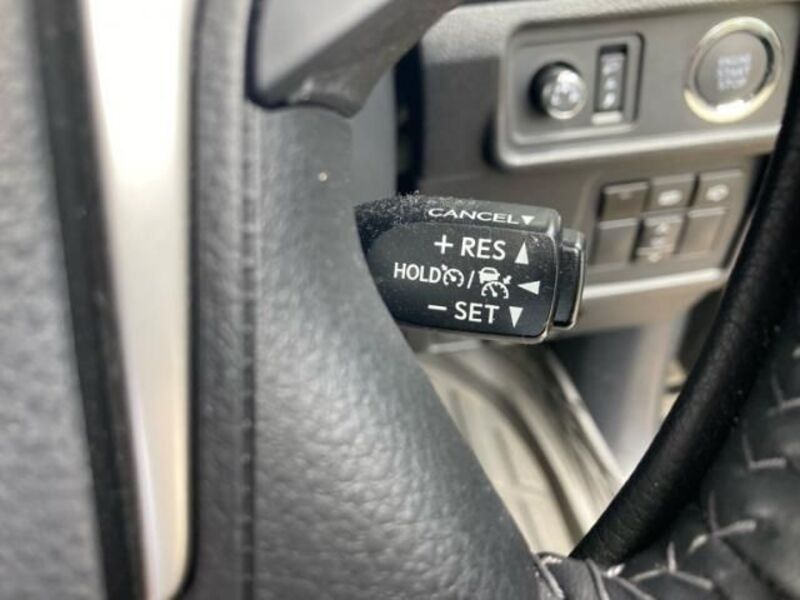 CANCEL▼
+ RES ▲
HOLD / ◀
− SET ▼
ENGINE
START
STOP